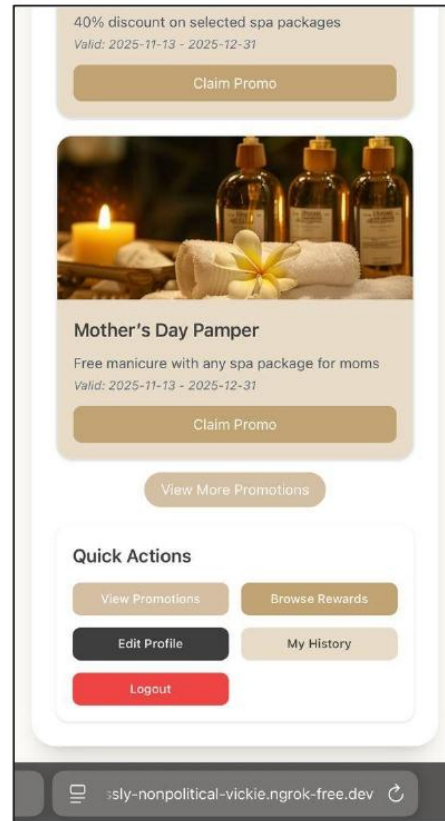 40% discount on selected spa packages
Valid: 2025-11-13 - 2025-12-31
Claim Promo
Mother's Day Pamper
Free manicure with any spa package for moms
Valid: 2025-11-13 - 2025-12-31
Claim Promo
View More Promotions
Quick Actions
View Promotions
Browse Rewards
Edit Profile
My History
Logout
sly-nonpolitical-vickie.ngrok-free.dev